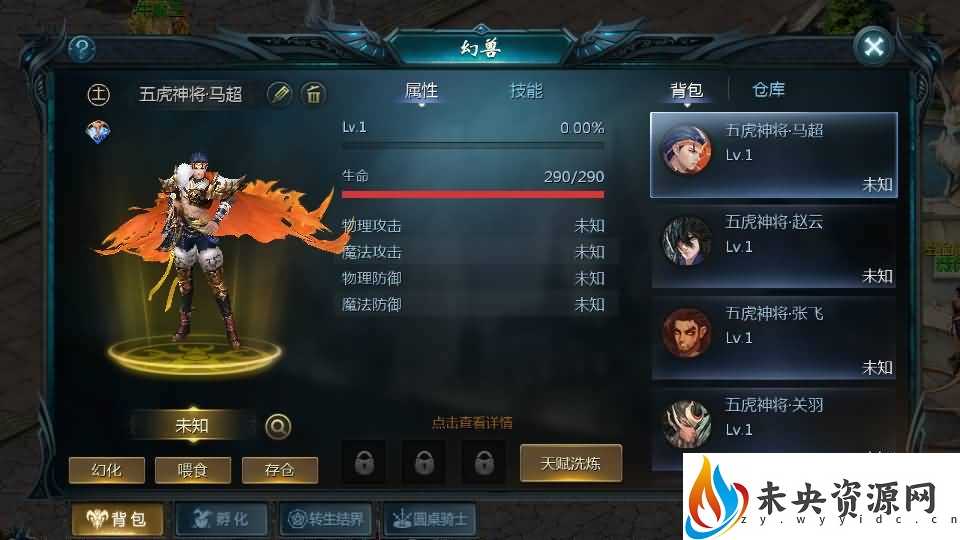 幻兽
土
五虎神将·马超
属性
技能
Lv.1
0.00%
生命
290/290
物理攻击
未知
魔法攻击
未知
物理防御
未知
魔法防御
未知
点击查看详情
天赋洗炼
未知
幻化
喂食
存仓
背包
仓库
五虎神将·马超
Lv.1
未知
五虎神将·赵云
Lv.1
未知
五虎神将·张飞
Lv.1
未知
五虎神将·关羽
Lv.1
背包
孵化
转生结界
圆桌骑士
未央资源网
zy.wyyidc.cn